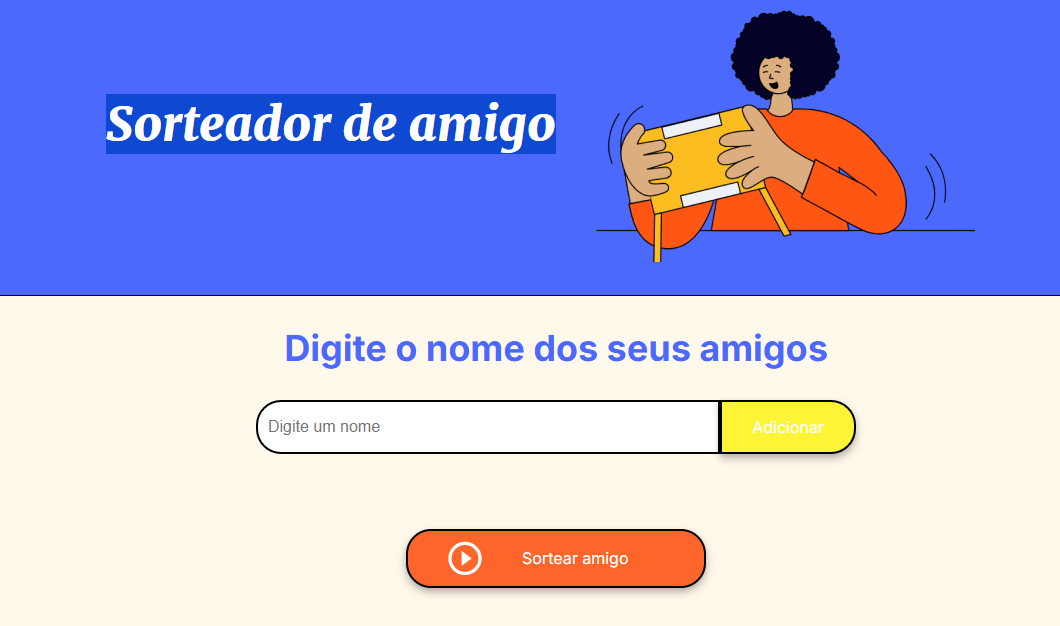 Sorteador de amigo
Digite o nome dos seus amigos
Digite um nome
Adicionar
Sortear amigo